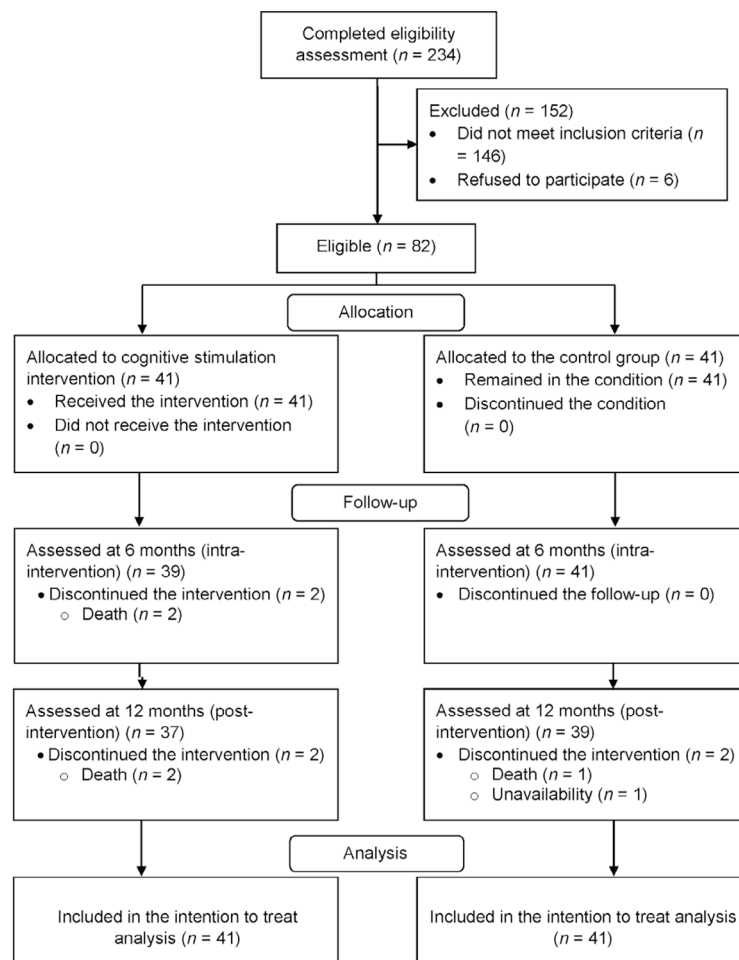 Completed eligibility
assessment (n = 234)
Excluded (n = 152)
• Did not meet inclusion criteria (n
= 146)
• Refused to participate (n = 6)
Eligible (n = 82)
Allocation
Allocated to cognitive stimulation
intervention (n = 41)
• Received the intervention (n = 41)
• Did not receive the intervention
(n = 0)
Allocated to the control group (n = 41)
• Remained in the condition (n = 41)
• Discontinued the condition
(n = 0)
Follow-up
Assessed at 6 months (intra-
intervention) (n = 39)
• Discontinued the intervention (n = 2)
○ Death (n = 2)
Assessed at 6 months (intra-
intervention) (n = 41)
• Discontinued the follow-up (n = 0)
Assessed at 12 months (post-
intervention) (n = 37)
• Discontinued the intervention (n = 2)
○ Death (n = 2)
Assessed at 12 months (post-
intervention) (n = 39)
• Discontinued the intervention (n = 2)
○ Death (n = 1)
○ Unavailability (n = 1)
Analysis
Included in the intention to treat
analysis (n = 41)
Included in the intention to treat analysis
(n = 41)